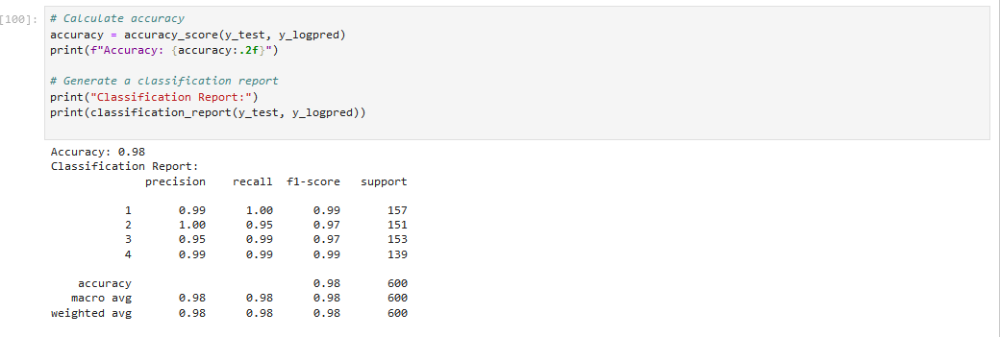 [100]:
# Calculate accuracy
accuracy = accuracy_score(y_test, y_logpred)
print(f"Accuracy: {accuracy:.2f}")
# Generate a classification report
print("Classification Report:")
print(classification_report(y_test, y_logpred))
Accuracy: 0.98
Classification Report:
precision recall f1-score support
1 0.99 1.00 0.99 157
2 1.00 0.95 0.97 151
3 0.95 0.99 0.97 153
4 0.99 0.99 0.99 139
accuracy 0.98 600
macro avg 0.98 0.98 0.98 600
weighted avg 0.98 0.98 0.98 600